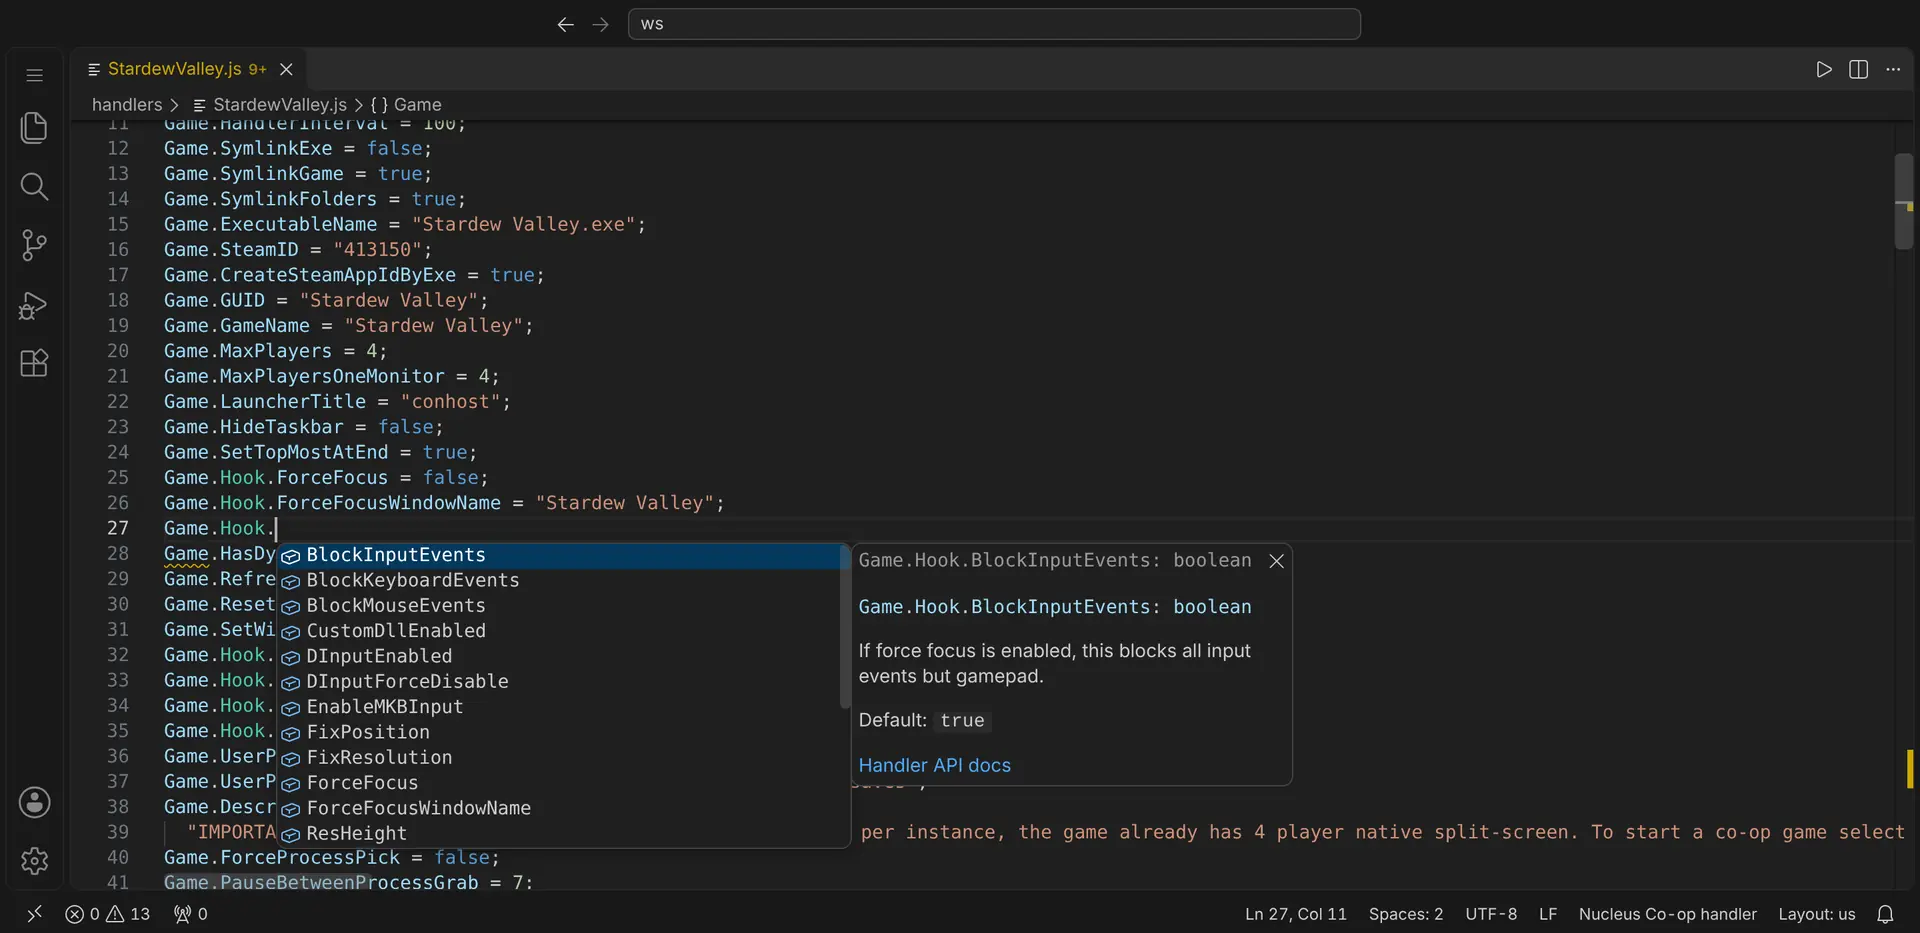 ws
StardewValley.js 9+
handlers > StardewValley.js > { } Game
11 Game.HandlerInterval = 100;
12 Game.SymlinkExe = false;
13 Game.SymlinkGame = true;
14 Game.SymlinkFolders = true;
15 Game.ExecutableName = "Stardew Valley.exe";
16 Game.SteamID = "413150";
17 Game.CreateSteamAppIdByExe = true;
18 Game.GUID = "Stardew Valley";
19 Game.GameName = "Stardew Valley";
20 Game.MaxPlayers = 4;
21 Game.MaxPlayersOneMonitor = 4;
22 Game.LauncherTitle = "conhost";
23 Game.HideTaskbar = false;
24 Game.SetTopMostAtEnd = true;
25 Game.Hook.ForceFocus = false;
26 Game.Hook.ForceFocusWindowName = "Stardew Valley";
27 Game.Hook.
28 Game.HasDy
29 Game.Refre
30 Game.Reset
31 Game.SetWi
32 Game.Hook.
33 Game.Hook.
34 Game.Hook.
35 Game.Hook.
36 Game.UserP
37 Game.UserP
38 Game.Descr
39 "IMPORTA per instance, the game already has 4 player native split-screen. To start a co-op game select
40 Game.ForceProcessPick = false;
41 Game.PauseBetweenProcessGrab = 7;
BlockInputEvents
BlockKeyboardEvents
BlockMouseEvents
CustomDllEnabled
DInputEnabled
DInputForceDisable
EnableMKBInput
FixPosition
FixResolution
ForceFocus
ForceFocusWindowName
ResHeight
Game.Hook.BlockInputEvents: boolean
Game.Hook.BlockInputEvents: boolean
If force focus is enabled, this blocks all input
events but gamepad.
Default: true
Handler API docs
0 13 0
Ln 27, Col 11 Spaces: 2 UTF-8 LF Nucleus Co-op handler Layout: us